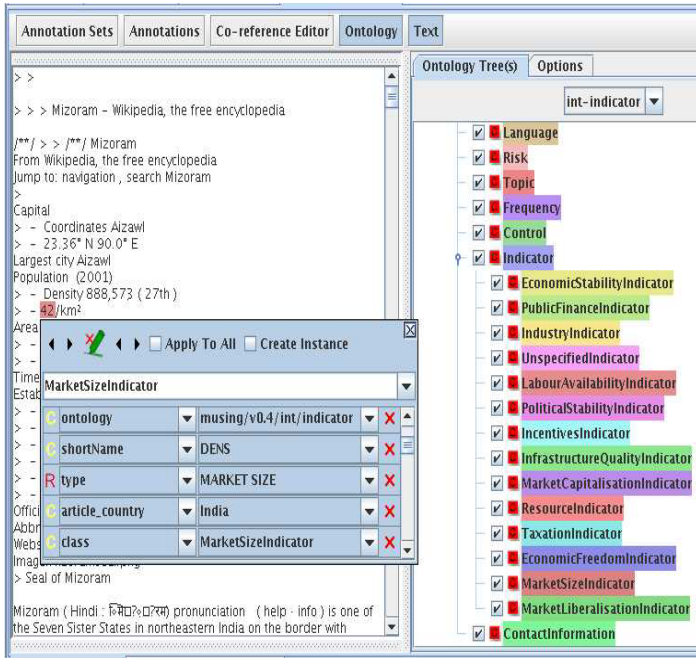 Annotation Sets Annotations Co-reference Editor Ontology Text
> >
> > > Mizoram - Wikipedia, the free encyclopedia
/**/ > > /**/ Mizoram
From Wikipedia, the free encyclopedia
Jump to: navigation , search Mizoram
>
Capital
> - Coordinates Aizawl
> - 23.36° N 90.0° E
Largest city Aizawl
Population (2001)
> - Density 888,573 ( 27th )
> - 42/km²
Area
> -
> -
Time
Estab
> -
> -
> -
> -
> -
> -
Offici
Abbr
Webs
> Seal of Mizoram
Mizoram ( Hindi : pronunciation ( help · info ) is one of
the Seven Sister States in northeastern India on the border with
Apply To All Create Instance
MarketSizeIndicator
C ontology musing/v0.4/int/indicator X
C shortName DENS X
R type MARKET SIZE X
C article_country India X
C class MarketSizeIndicator X
Ontology Tree(s) Options
int-indicator
C Language
C Risk
C Topic
C Frequency
C Control
C Indicator
C EconomicStabilityIndicator
C PublicFinanceIndicator
C IndustryIndicator
C UnspecifiedIndicator
C LabourAvailabilityIndicator
C PoliticalStabilityIndicator
C IncentivesIndicator
C InfrastructureQualityIndicator
C MarketCapitalisationIndicator
C ResourceIndicator
C TaxationIndicator
C EconomicFreedomIndicator
C MarketSizeIndicator
C MarketLiberalisationIndicator
C ContactInformation